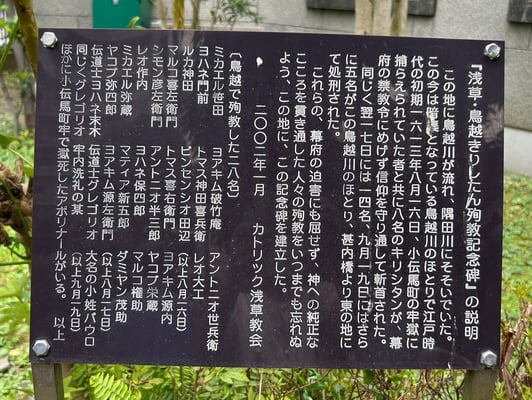 『浅草・鳥越きりしたん殉教記念碑』の説明
この地に鳥越川が流れ、隅田川にそそいでいた。
この今は暗渠となっている鳥越川のほとりで江戸時
代の初期一六一三年八月一六日、小伝馬町の牢獄に
捕らえられていた者と共に八名のキリシタンが、幕
府の禁教令にめげず信仰を守り通して斬首された。
同じく翌一七日には一四名、九月一九日にはさら
に五名がこの鳥越川のほとり、甚内橋より東の地に
て処刑された。
これらの、幕府の迫害にも屈せず、神への純正な
こころを貫き通した人々の殉教をいつまでも忘れぬ
よう、この地に、この記念碑を建立した。
二〇〇二年一月 カトリック浅草教会
〔鳥越で殉教した二八名〕
ミカエル笹田 ヨアキム破竹庵 アントニオ世兵衛
ヨハネ門前 トマス神田喜兵衛 レオ大工
ルカ神田 ビンセンシオ田辺 (以上八月一六日)
マルコ喜左衛門 トマス喜右衛門 ヨアキム源内
シモン彦左衛門 アントニオ半三郎 ヤコブ栄蔵
レオ作内 ヨハネ保四郎 マルコ権助
ミカエル弥蔵 マティア新五郎 ダミヤン茂助
ヤコブ弥四郎 ヨアキム源左衛門 (以上八月一七日)
伝道士ヨハネ末木 伝道士グレゴリオ 大名の小姓パウロ
同じくグレゴリオ 牢内洗礼の某 (以上九月一九日)
ほかに小伝馬町牢で獄死したアポリナールがいる。 以上